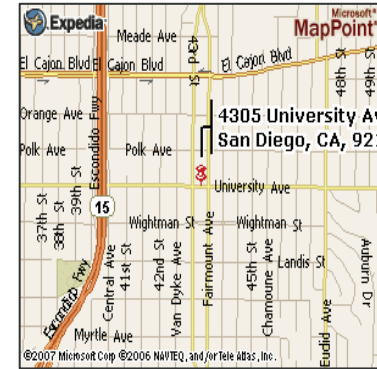 Expedia
Microsoft®
MapPoint®
Meade Ave
43rd St
El Cajon Blvd
El Cajon Blvd
El Cajon Blvd
48th St
49th
Orange Ave
Escondido Fwy
4305 University Av
San Diego, CA, 921
Polk Ave
Polk Ave
University Ave
15
37th St
38th St
39th St
Wightman St
Wightman St
Central Ave
41st St
42nd St
Van Dyke Ave
Fairmount Ave
45th St
Chamoune Ave
Landis St
Euclid Ave
Auburn Dr
Escondido Fwy
Myrtle Ave
©2007 Microsoft Corp ©2006 NAVTEQ, and/or Tele Atlas, Inc.